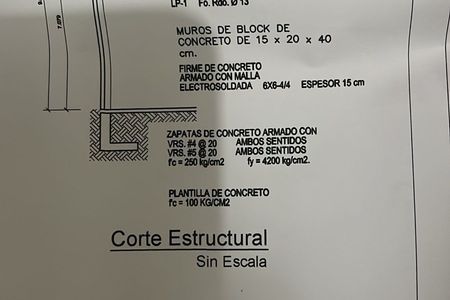 LP-1 Fo. Rdo. Ø 13
MUROS DE BLOCK DE
CONCRETO DE 15 x 20 x 40
cm.
FIRME DE CONCRETO
ARMADO CON MALLA
ELECTROSOLDADA 6X6-4/4 ESPESOR 15 cm
7.079
ZAPATAS DE CONCRETO ARMADO CON
VRS. #4 @ 20 AMBOS SENTIDOS
VRS. #5 @ 20 AMBOS SENTIDOS
f'c = 250 kg/cm2 fy = 4200 kg/cm2.
PLANTILLA DE CONCRETO
f'c = 100 KG/CM2
Corte Estructural
Sin Escala